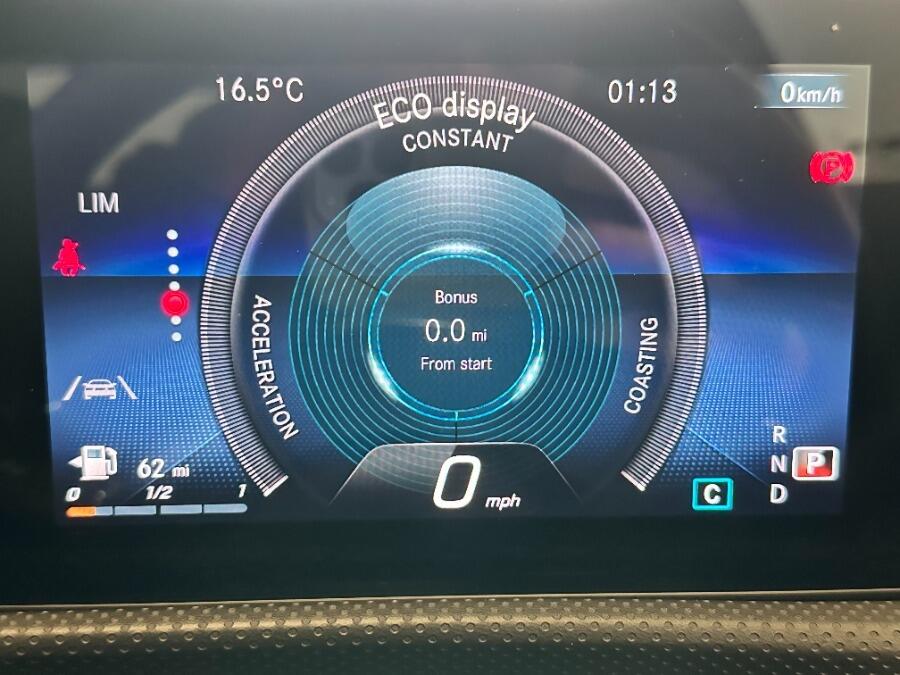 16.5°C
01:13
0km/h
ECO display
CONSTANT
LIM
P
ACCELERATION
COASTING
Bonus
0.0 mi
From start
62 mi
0 1/2 1
0 mph
C
R
N P
D